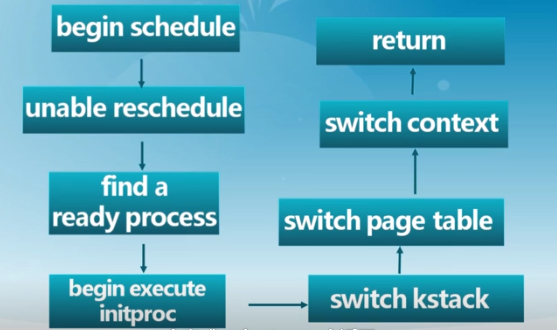 begin schedule
unable reschedule
find a
ready process
begin execute
initproc
switch kstack
switch page table
switch context
return